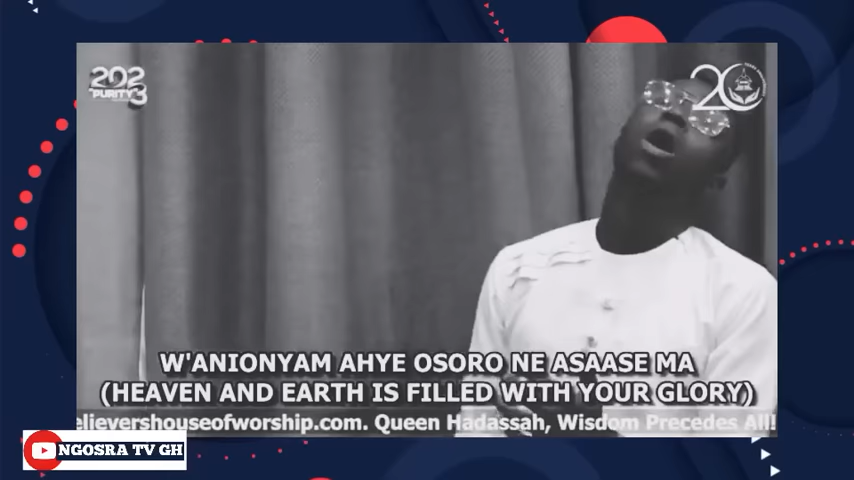 2023
PURITY
20
W'ANIONYAM AHYE OSORO NE ASAASE MA
(HEAVEN AND EARTH IS FILLED WITH YOUR GLORY)
elievershouseofworship.com. Queen Hadassah, Wisdom Precedes All!
NGOSRA TV GH